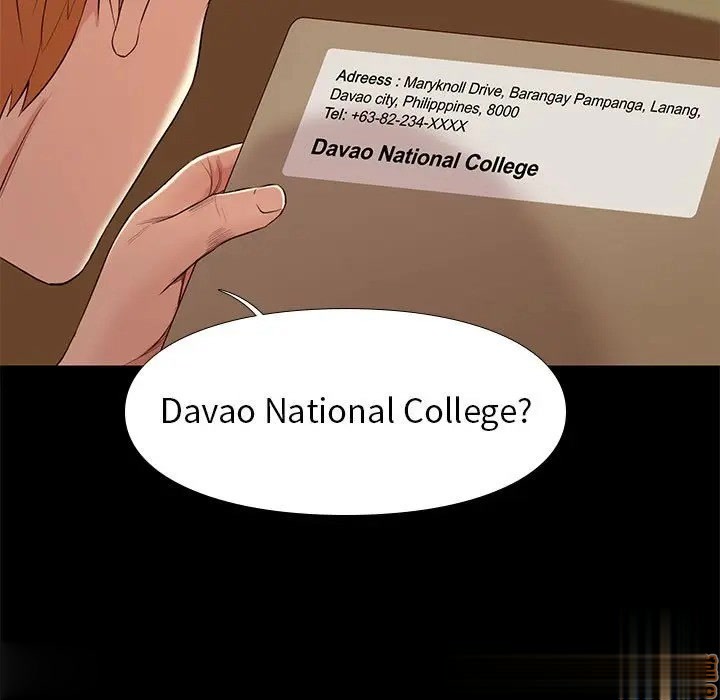 Adreess : Maryknoll Drive, Barangay Pampanga, Lanang,
Davao city, Philipppines, 8000
Tel: +63-82-234-XXXX
Davao National College
Davao National College?